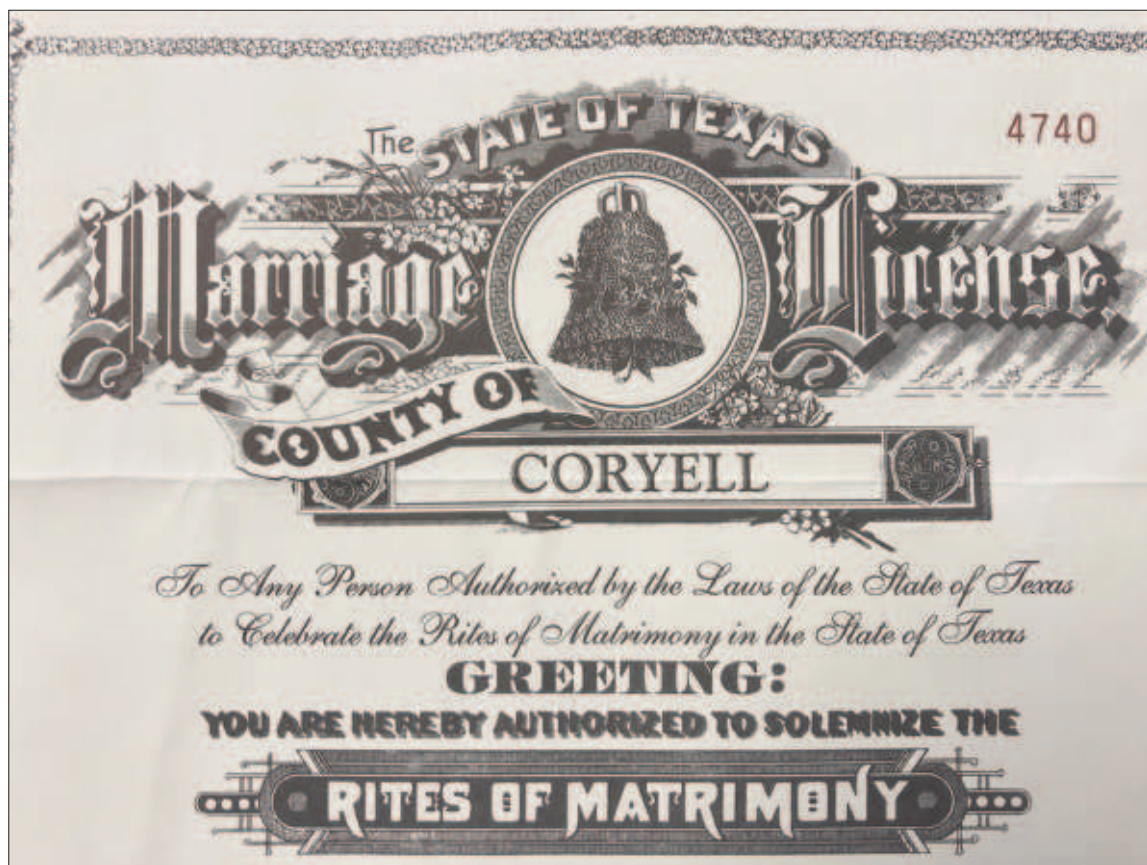 The STATE OF TEXAS
4740
Marriage License
COUNTY OF
CORYELL
To Any Person Authorized by the Laws of the State of Texas
to Celebrate the Rites of Matrimony in the State of Texas
GREETING:
YOU ARE HEREBY AUTHORIZED TO SOLEMNIZE THE
RITES OF MATRIMONY